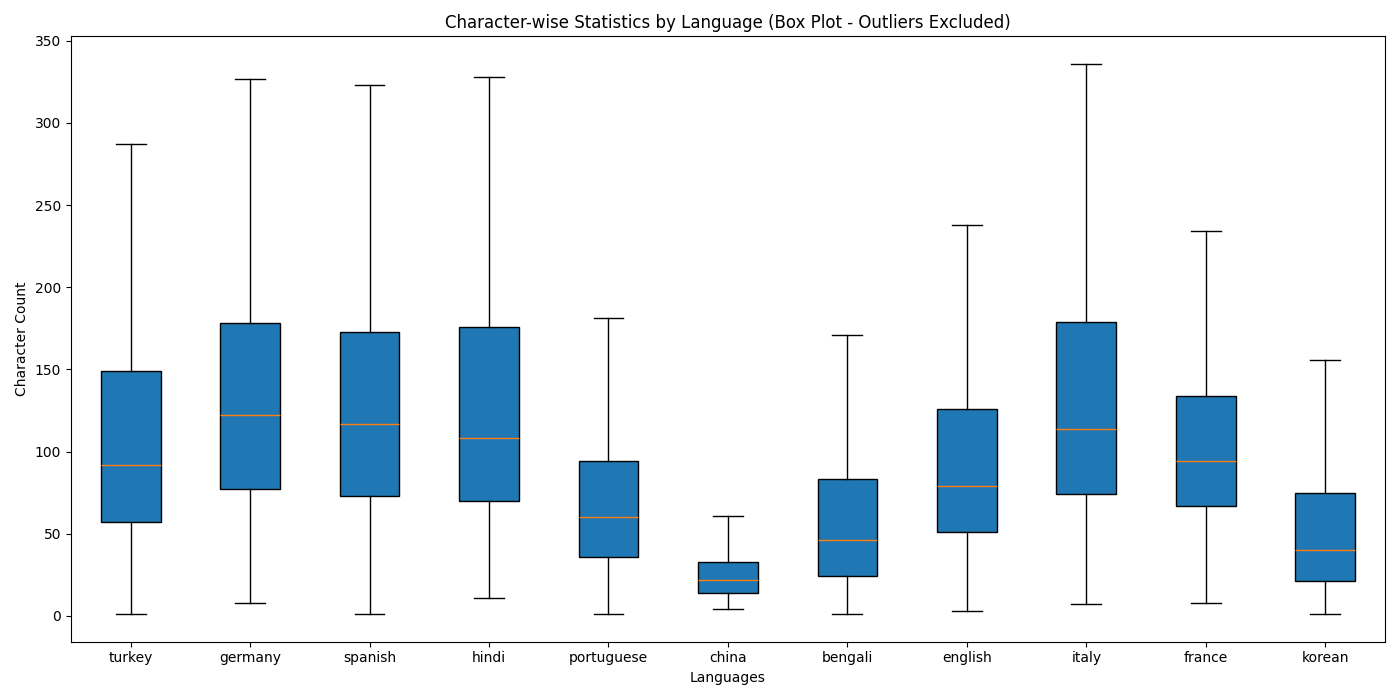 Character-wise Statistics by Language (Box Plot - Outliers Excluded)
350
300
250
200
150
100
50
0
Character Count
turkey germany spanish hindi portuguese china bengali english italy france korean
Languages